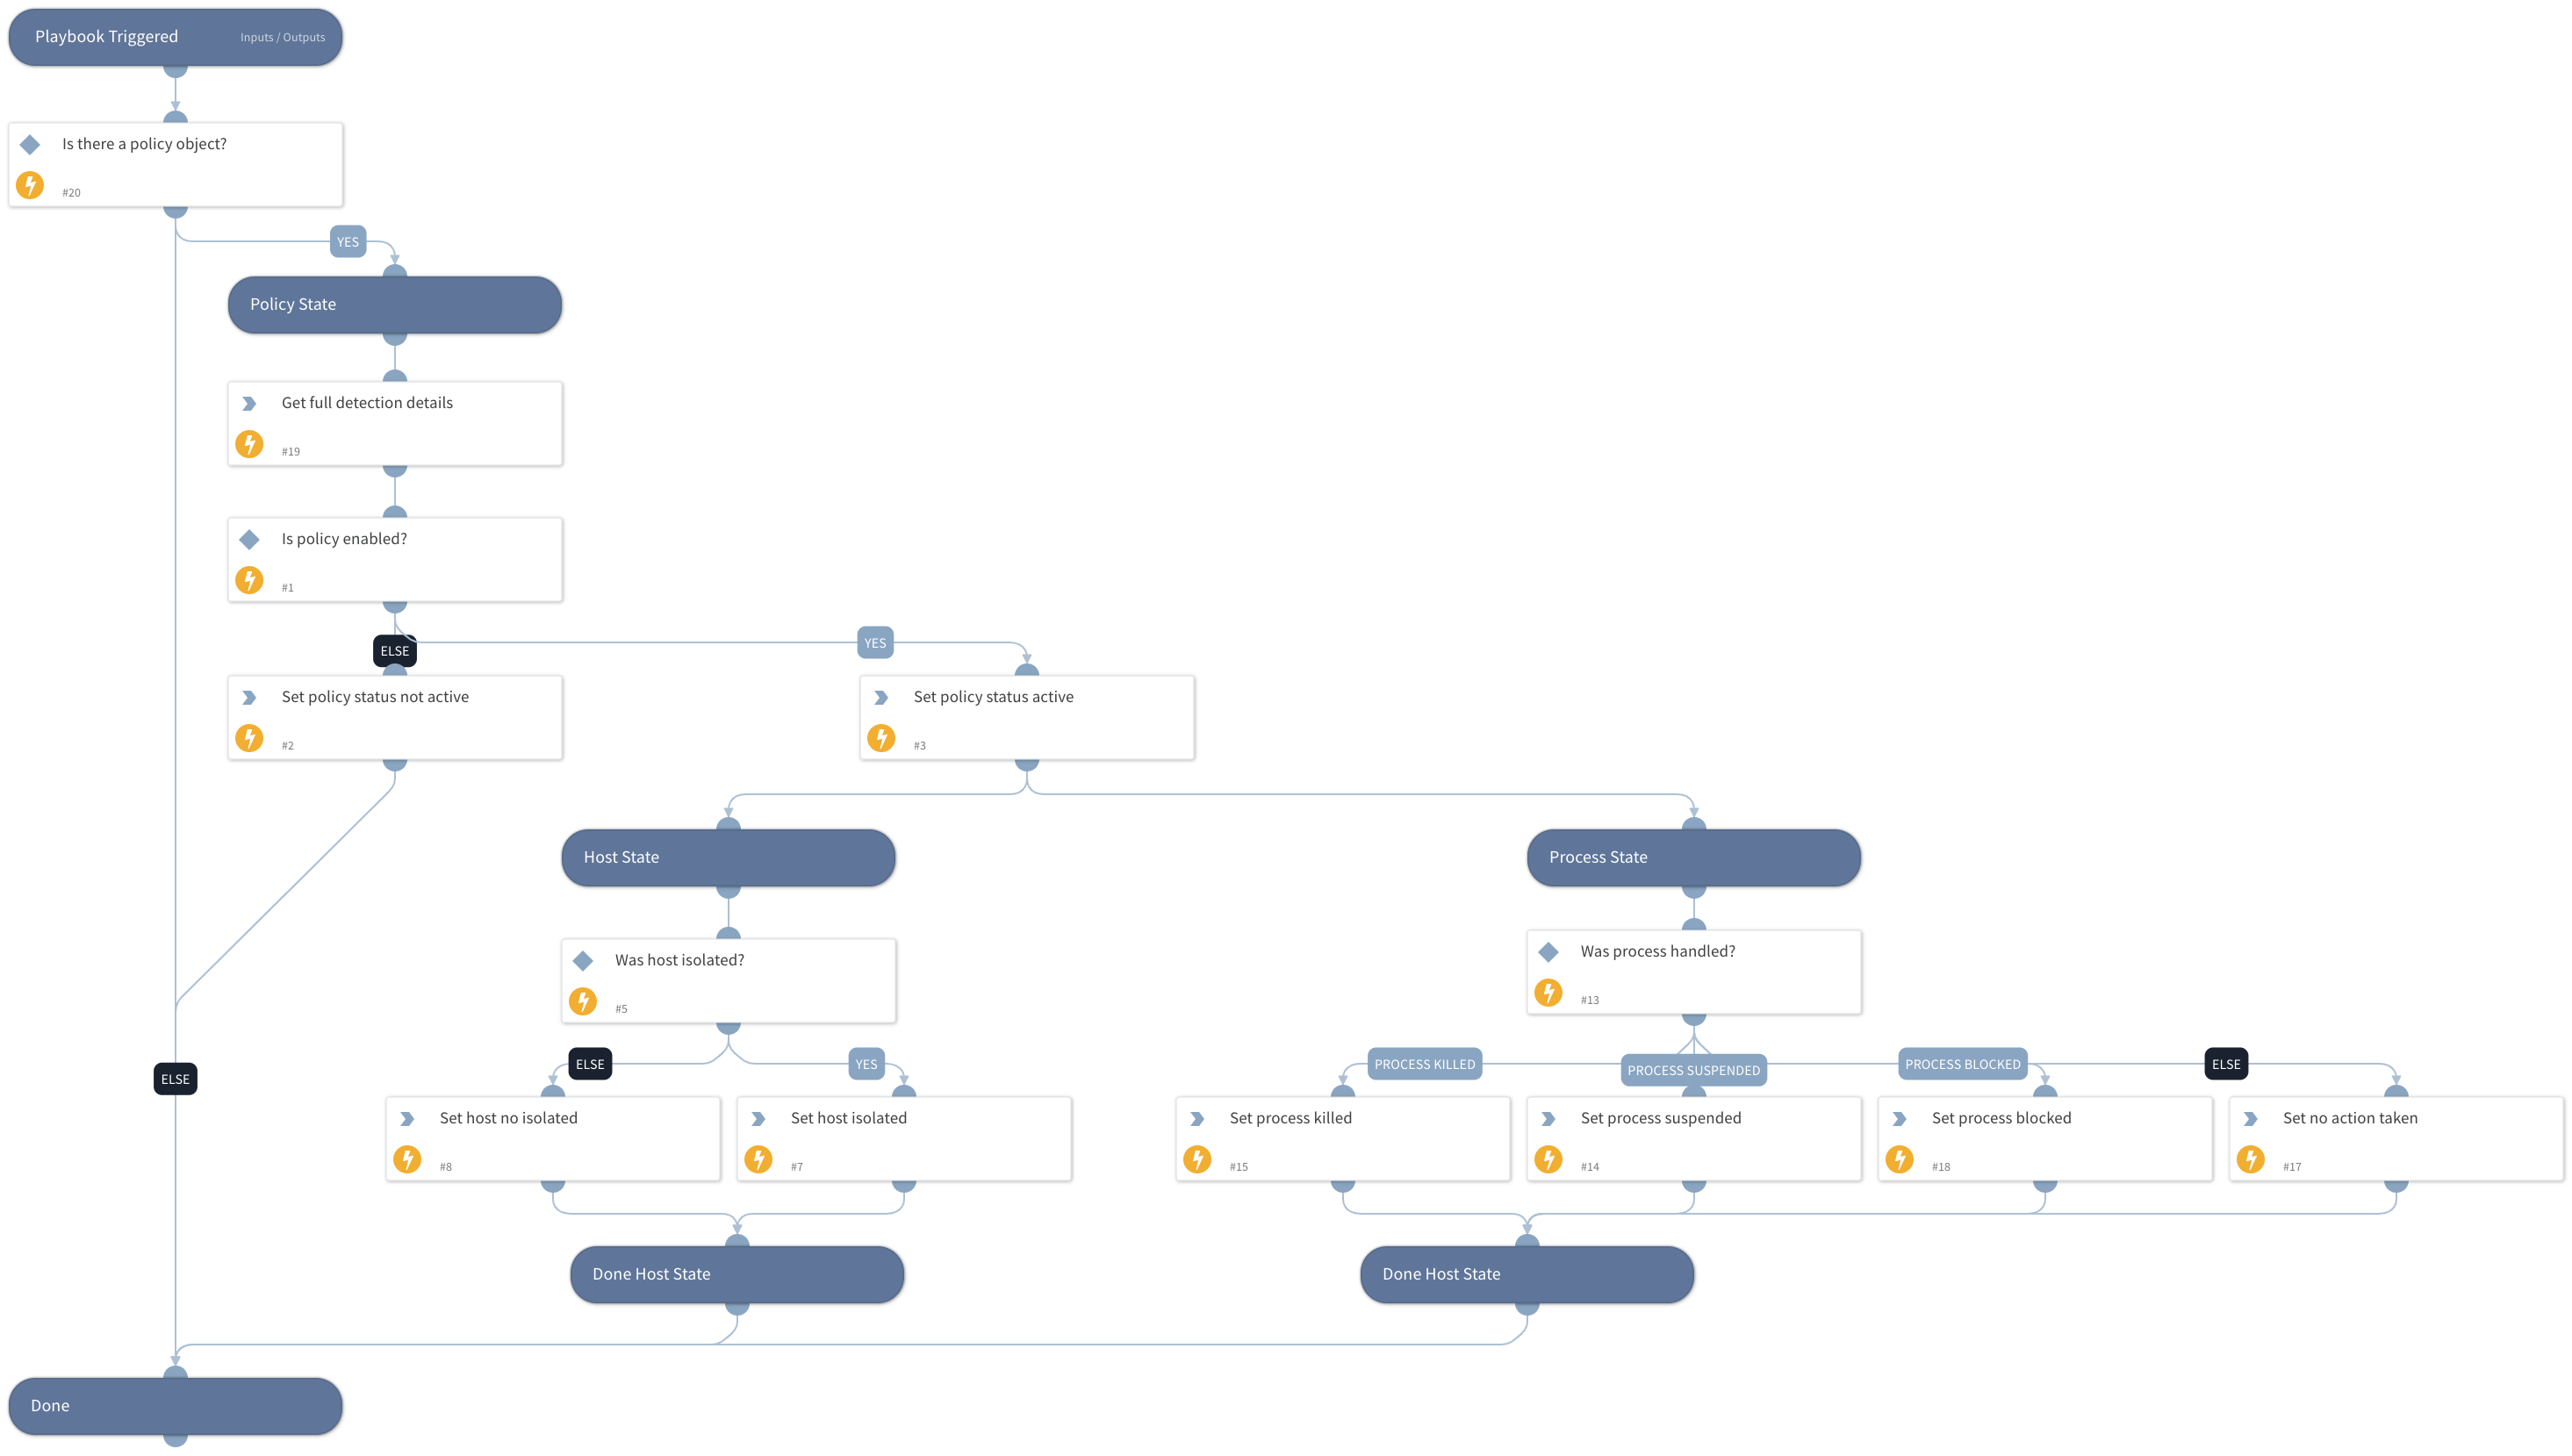 Playbook Triggered
Inputs / Outputs
Is there a policy object?
#20
YES
Policy State
Get full detection details
#19
Is policy enabled?
#1
ELSE
YES
Set policy status not active
#2
Set policy status active
#3
Host State
Process State
Was host isolated?
#5
Was process handled?
#13
ELSE
ELSE
YES
PROCESS KILLED
PROCESS SUSPENDED
PROCESS BLOCKED
ELSE
Set host no isolated
#8
Set host isolated
#7
Set process killed
#15
Set process suspended
#14
Set process blocked
#18
Set no action taken
#17
Done Host State
Done Host State
Done